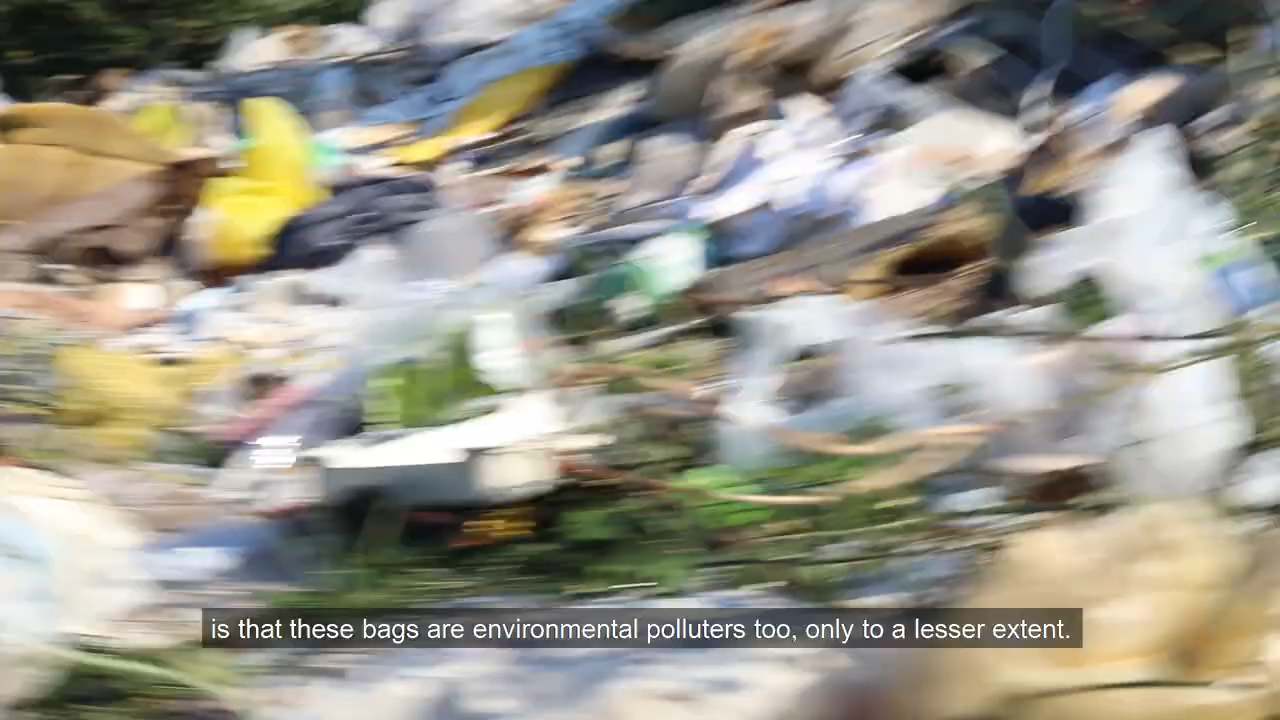 is that these bags are environmental polluters too, only to a lesser extent.